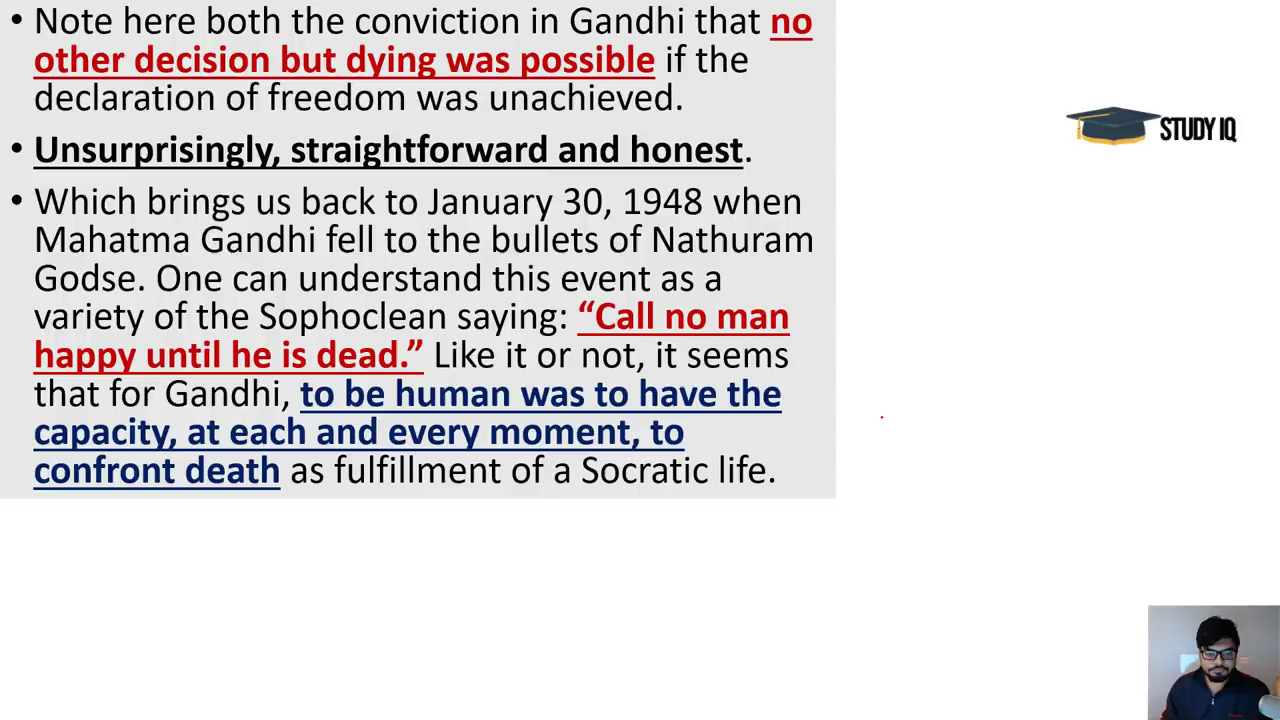 • Note here both the conviction in Gandhi that no
other decision but dying was possible if the
declaration of freedom was unachieved.
• Unsurprisingly, straightforward and honest.
• Which brings us back to January 30, 1948 when
Mahatma Gandhi fell to the bullets of Nathuram
Godse. One can understand this event as a
variety of the Sophoclean saying: “Call no man
happy until he is dead.” Like it or not, it seems
that for Gandhi, to be human was to have the
capacity, at each and every moment, to
confront death as fulfillment of a Socratic life.
STUDY IQ